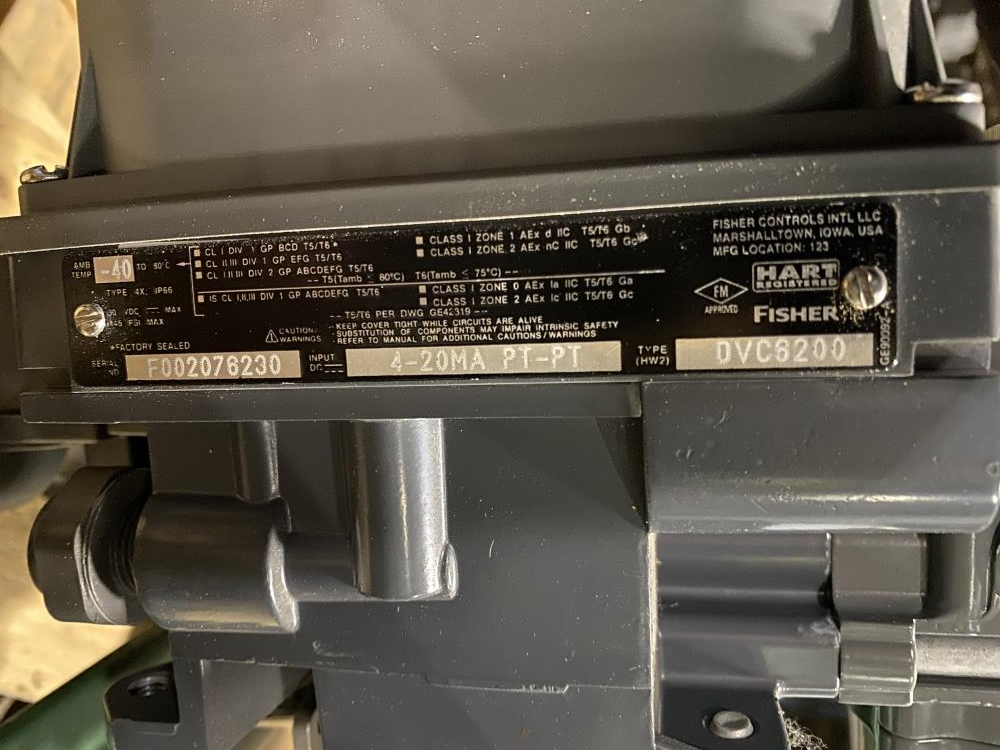 AMB TEMP -40 TO 80°C
CL I DIV 1 GP BCD T5/T6*
CL II,III DIV 1 GP EFG T5/T6
CL I II III DIV 2 GP ABCDEFG T5/T6
CLASS I ZONE 1 AEx d IIC T5/T6 Gb
CLASS I ZONE 2 AEx nC IIC T5/T6 Gc
--T5(Tamb ≤ 80°C) T6(Tamb ≤ 75°C)--
TYPE 4X; IP66
IS CL I,II,III DIV 1 GP ABCDEFG T5/T6
CLASS I ZONE 0 AEx ia IIC T5/T6 Ga
CLASS I ZONE 2 AEx ic IIC T5/T6 Gc
--T5/T6 PER DWG GE42319--
VDC MAX
PSI MAX
CAUTION
WARNINGS
-KEEP COVER TIGHT WHILE CIRCUITS ARE ALIVE
SUBSTITUTION OF COMPONENTS MAY IMPAIR INTRINSIC SAFETY
REFER TO MANUAL FOR ADDITIONAL CAUTIONS/WARNINGS
*FACTORY SEALED
SERIAL NO F002076230
INPUT DC 4-20MA PT-PT
TYPE (HW2) DVC6200
FISHER CONTROLS INTL LLC
MARSHALLTOWN, IOWA, USA
MFG LOCATION: 123
FM
APPROVED
HART
REGISTERED
FISHER